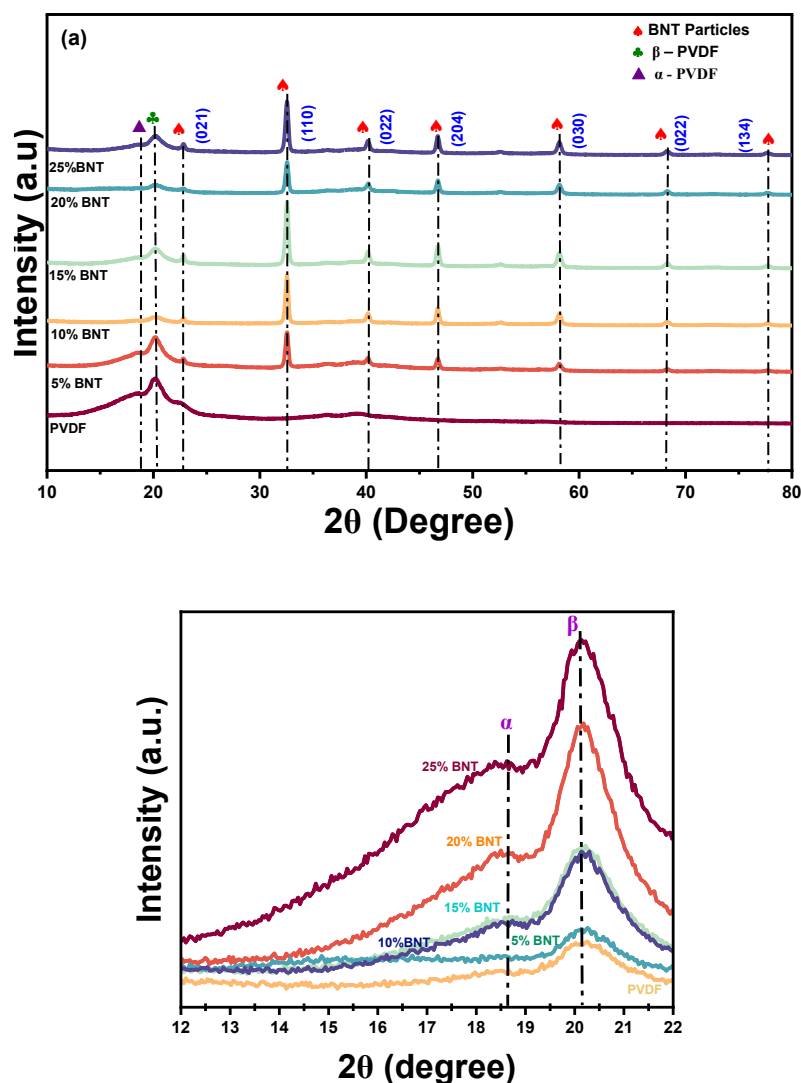 (a)
♠ BNT Particles
♣ β – PVDF
▲ α - PVDF
(021)
(110)
(022)
(204)
(030)
(022)
(134)
25%BNT
20% BNT
15% BNT
10% BNT
5% BNT
PVDF
Intensity (a.u)
10 20 30 40 50 60 70 80
2θ (Degree)
β
α
25% BNT
20% BNT
15% BNT
10%BNT
5% BNT
PVDF
Intensity (a.u.)
12 13 14 15 16 17 18 19 20 21 22
2θ (degree)